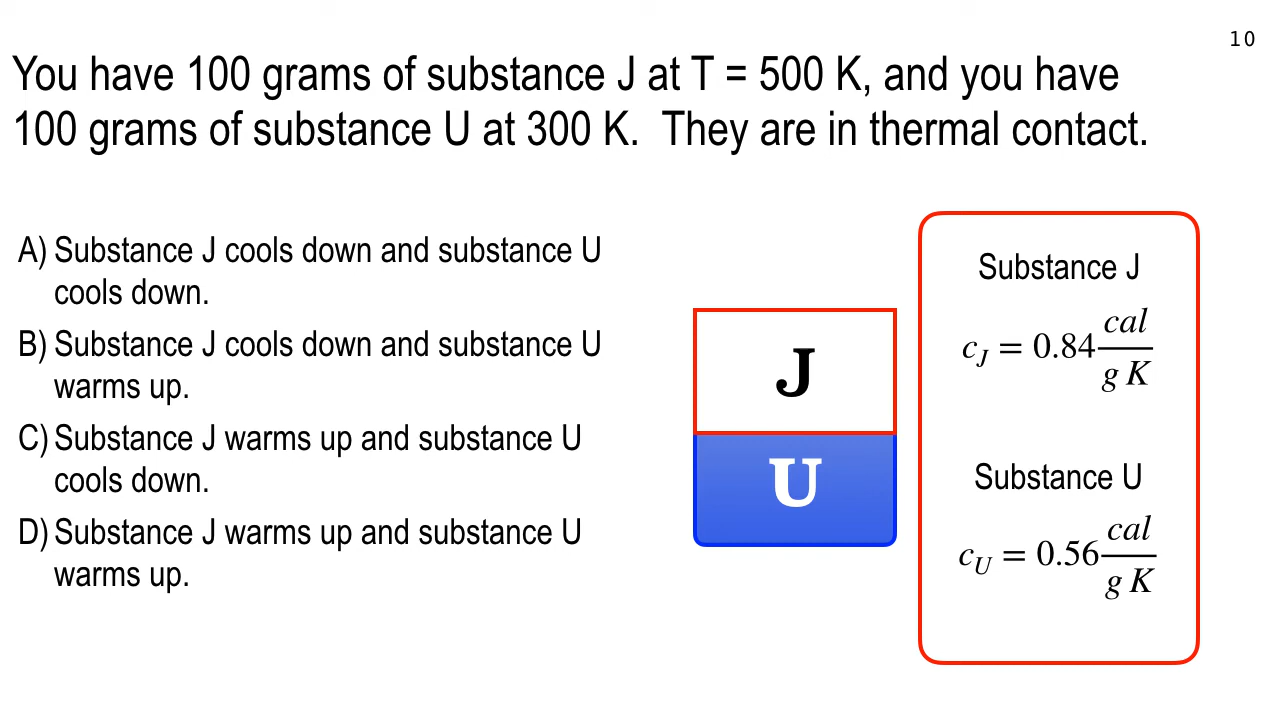 10
You have 100 grams of substance J at T = 500 K, and you have
100 grams of substance U at 300 K.  They are in thermal contact.
A) Substance J cools down and substance U
cools down.
B) Substance J cools down and substance U
warms up.
C) Substance J warms up and substance U
cools down.
D) Substance J warms up and substance U
warms up.
J
U
Substance J
c_J = 0.84 cal / g K
Substance U
c_U = 0.56 cal / g K